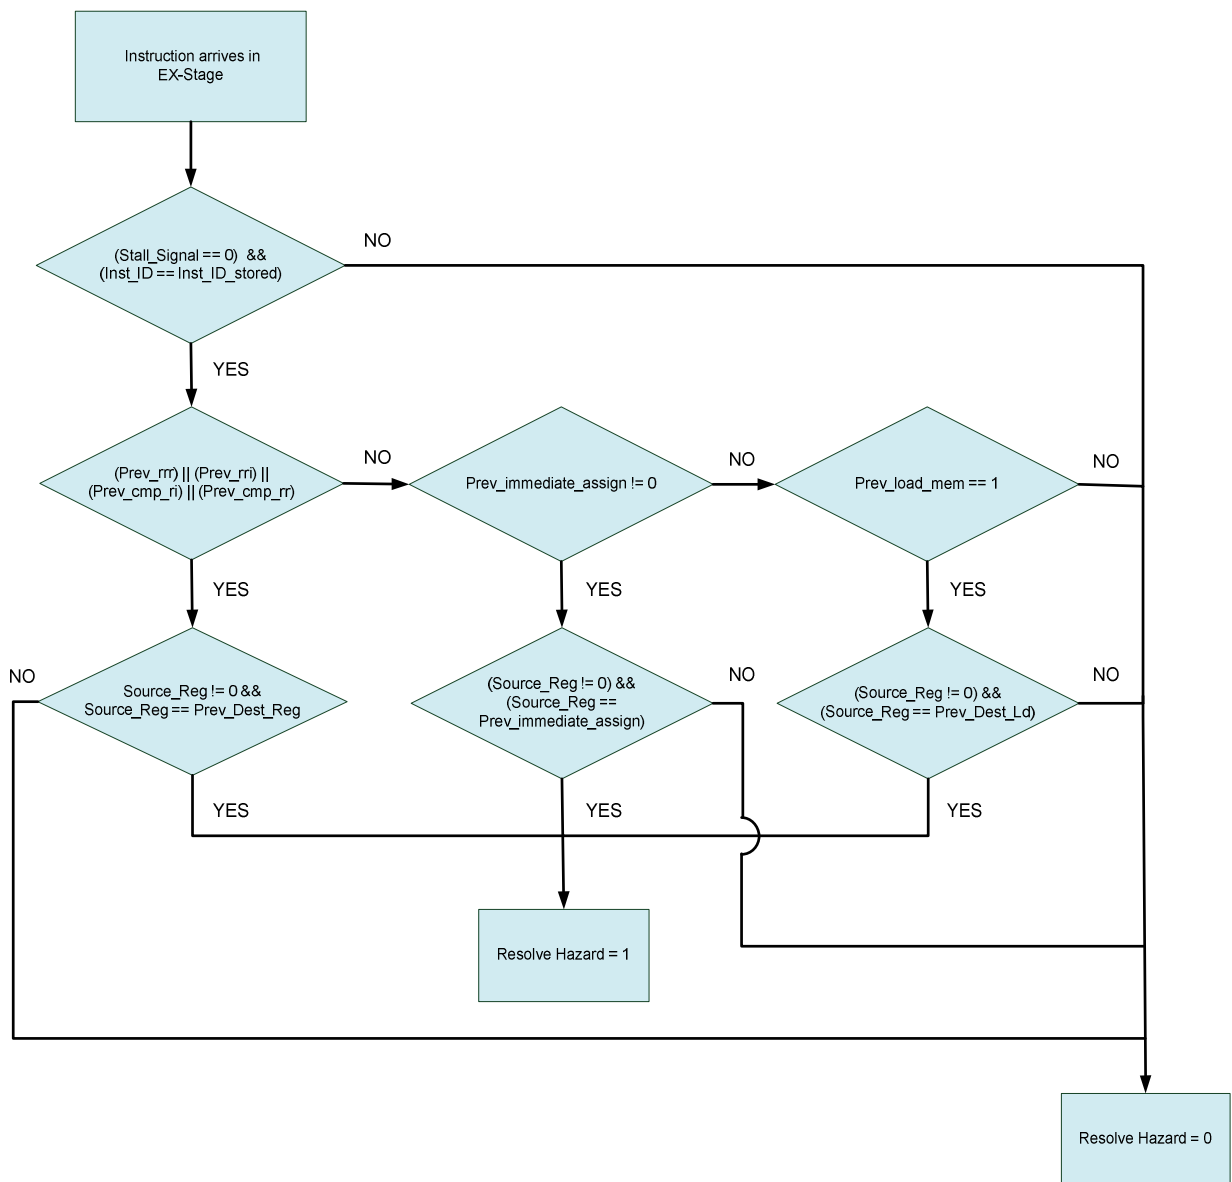 Instruction arrives in
EX-Stage
NO
(Stall_Signal == 0) &&
(Inst_ID == Inst_ID_stored)
YES
NO
NO
NO
(Prev_rrr) || (Prev_rri) ||
(Prev_cmp_ri) || (Prev_cmp_rr)
Prev_immediate_assign != 0
Prev_load_mem == 1
YES
YES
YES
NO
Source_Reg != 0 &&
Source_Reg == Prev_Dest_Reg
(Source_Reg != 0) &&
(Source_Reg ==
Prev_immediate_assign)
NO
(Source_Reg != 0) &&
(Source_Reg == Prev_Dest_Ld)
NO
YES
YES
YES
Resolve Hazard = 1
Resolve Hazard = 0